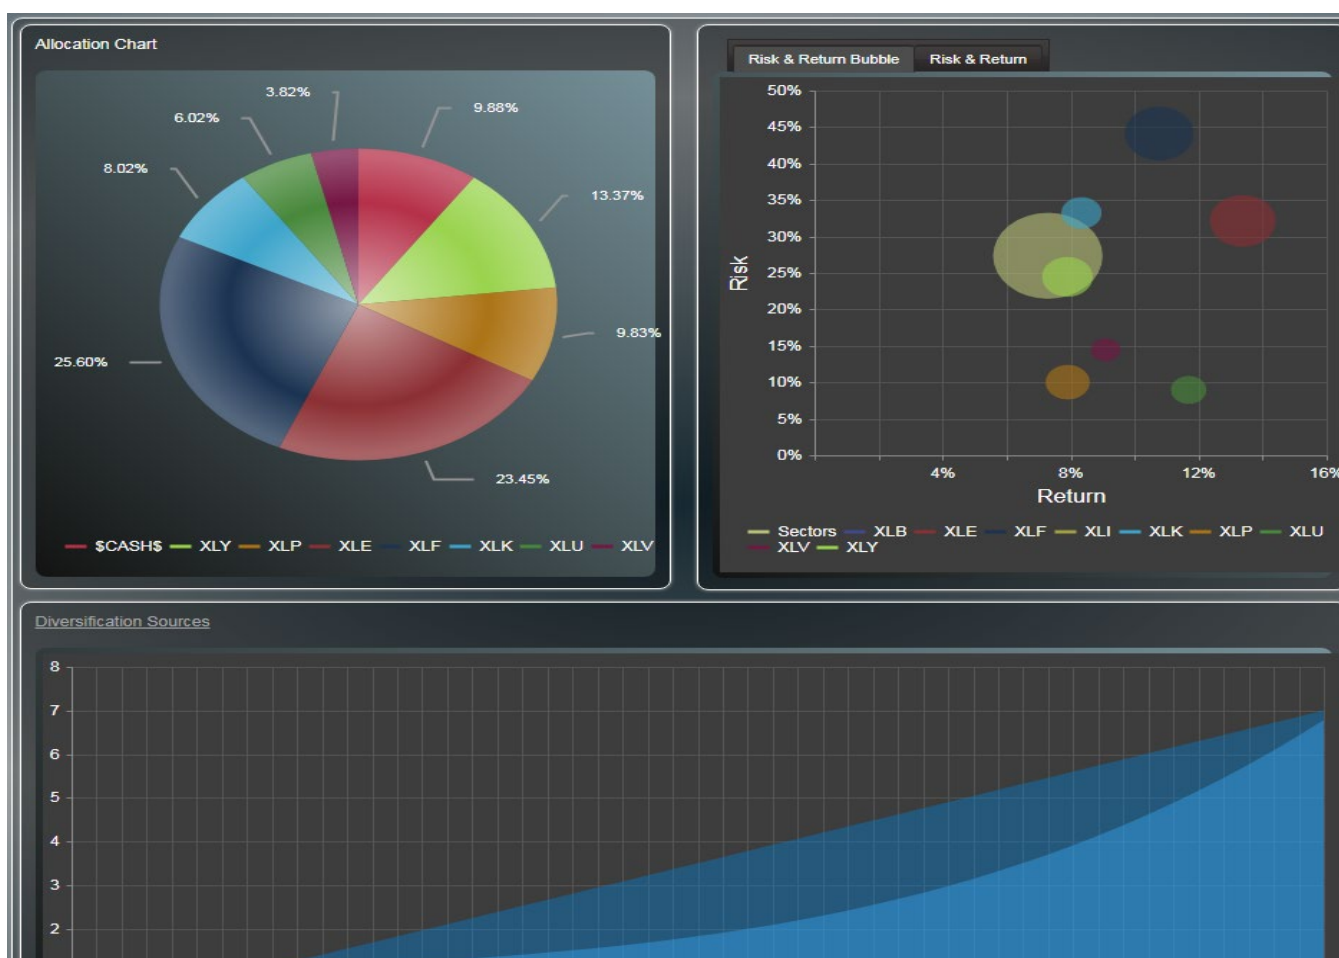 Allocation Chart
3.82%
9.88%
6.02%
8.02%
13.37%
9.83%
25.60%
23.45%
$CASH$ XLY XLP XLE XLF XLK XLU XLV
Risk & Return Bubble Risk & Return
50%
45%
40%
35%
30%
25%
20%
15%
10%
5%
0%
Risk
4% 8% 12% 16%
Return
Sectors XLB XLE XLF XLI XLK XLP XLU
XLV XLY
Diversification Sources
8
7
6
5
4
3
2